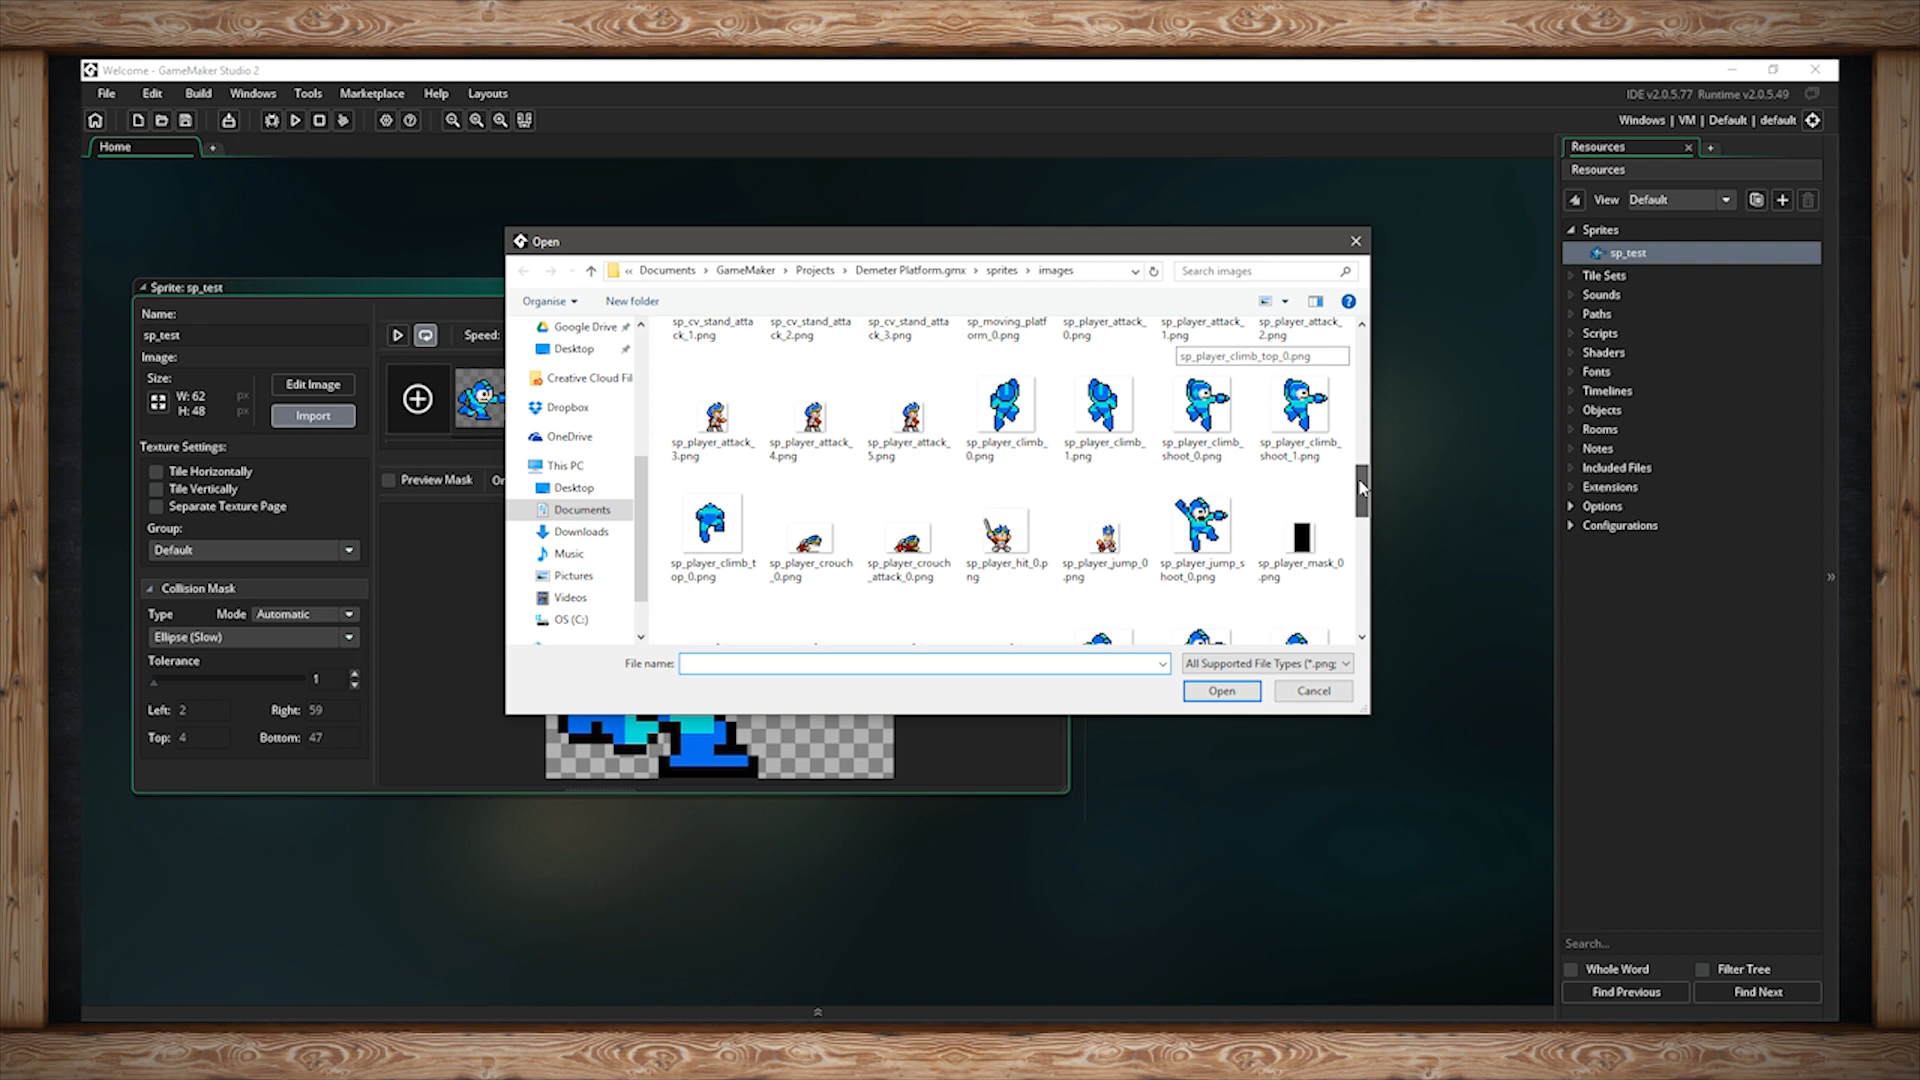 Welcome - GameMaker Studio 2
File Edit Build Windows Tools Marketplace Help Layouts
IDE v2.0.5.77 Runtime v2.0.5.49
Windows | VM | Default | default
Home
Resources
Resources
View Default
Sprites
sp_test
Tile Sets
Sounds
Paths
Scripts
Shaders
Fonts
Timelines
Objects
Rooms
Notes
Included Files
Extensions
Options
Configurations
Search...
Whole Word Filter Tree
Find Previous Find Next
Sprite: sp_test
Name:
sp_test
Image:
Size:
W: 62 px
H: 48 px
Edit Image
Import
Texture Settings:
Tile Horizontally
Tile Vertically
Separate Texture Page
Group:
Default
Collision Mask
Type Mode Automatic
Ellipse (Slow)
Tolerance
1
Left: 2 Right: 59
Top: 4 Bottom: 47
Speed:
Preview Mask
Open
« Documents > GameMaker > Projects > Demeter Platform.gmx > sprites > images
Search images
Organise New folder
Google Drive
Desktop
Creative Cloud Fil
Dropbox
OneDrive
This PC
Desktop
Documents
Downloads
Music
Pictures
Videos
OS (C:)
sp_cv_stand_atta sp_cv_stand_atta sp_cv_stand_atta sp_moving_platf sp_player_attack_ sp_player_attack_ sp_player_attack_
ck_1.png ck_2.png ck_3.png orm_0.png 0.png 1.png 2.png
sp_player_climb_top_0.png
sp_player_attack_ sp_player_attack_ sp_player_attack_ sp_player_climb_ sp_player_climb_ sp_player_climb_ sp_player_climb_
3.png 4.png 5.png 0.png 1.png shoot_0.png shoot_1.png
sp_player_climb_t sp_player_crouch sp_player_crouch sp_player_hit_0.p sp_player_jump_0 sp_player_jump_s sp_player_mask_0
op_0.png _0.png _attack_0.png ng .png hoot_0.png .png
File name:
All Supported File Types (*.png;
Open Cancel